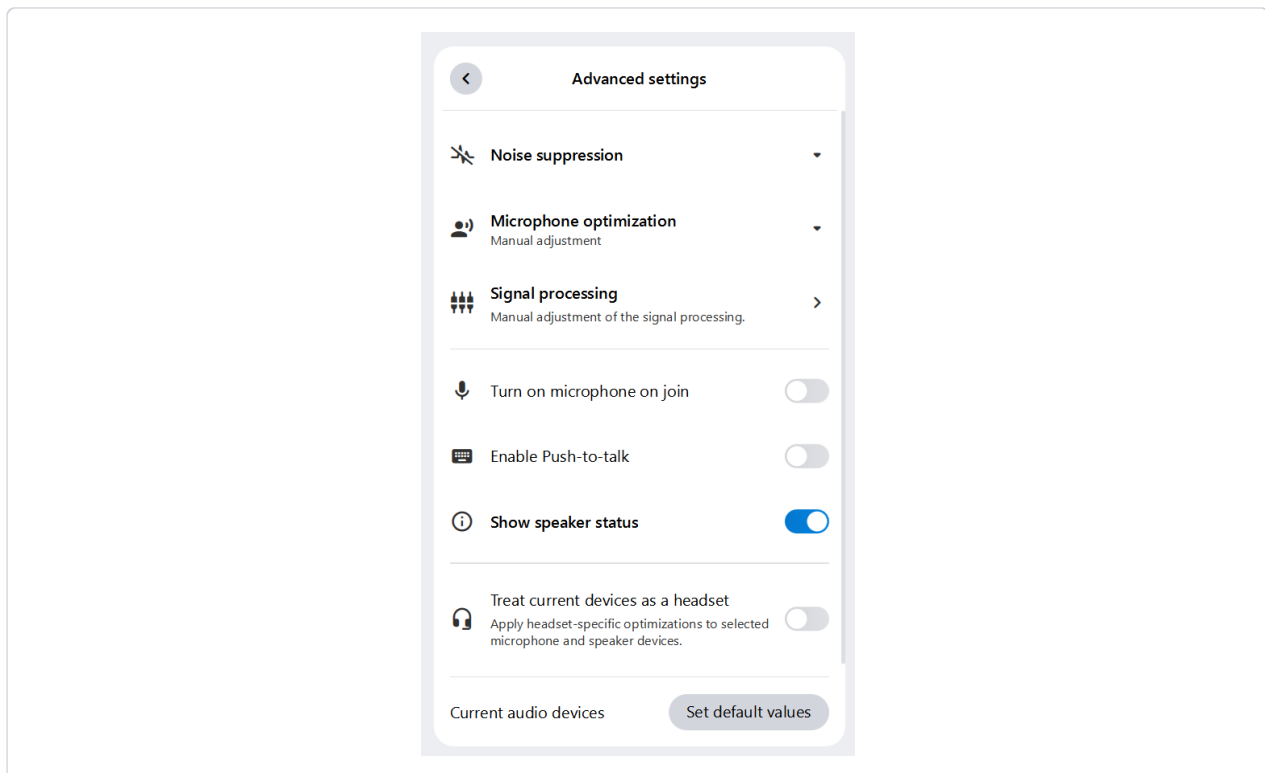 Advanced settings
Noise suppression
Microphone optimization
Manual adjustment
Signal processing
Manual adjustment of the signal processing.
Turn on microphone on join
Enable Push-to-talk
Show speaker status
Treat current devices as a headset
Apply headset-specific optimizations to selected
microphone and speaker devices.
Current audio devices
Set default values